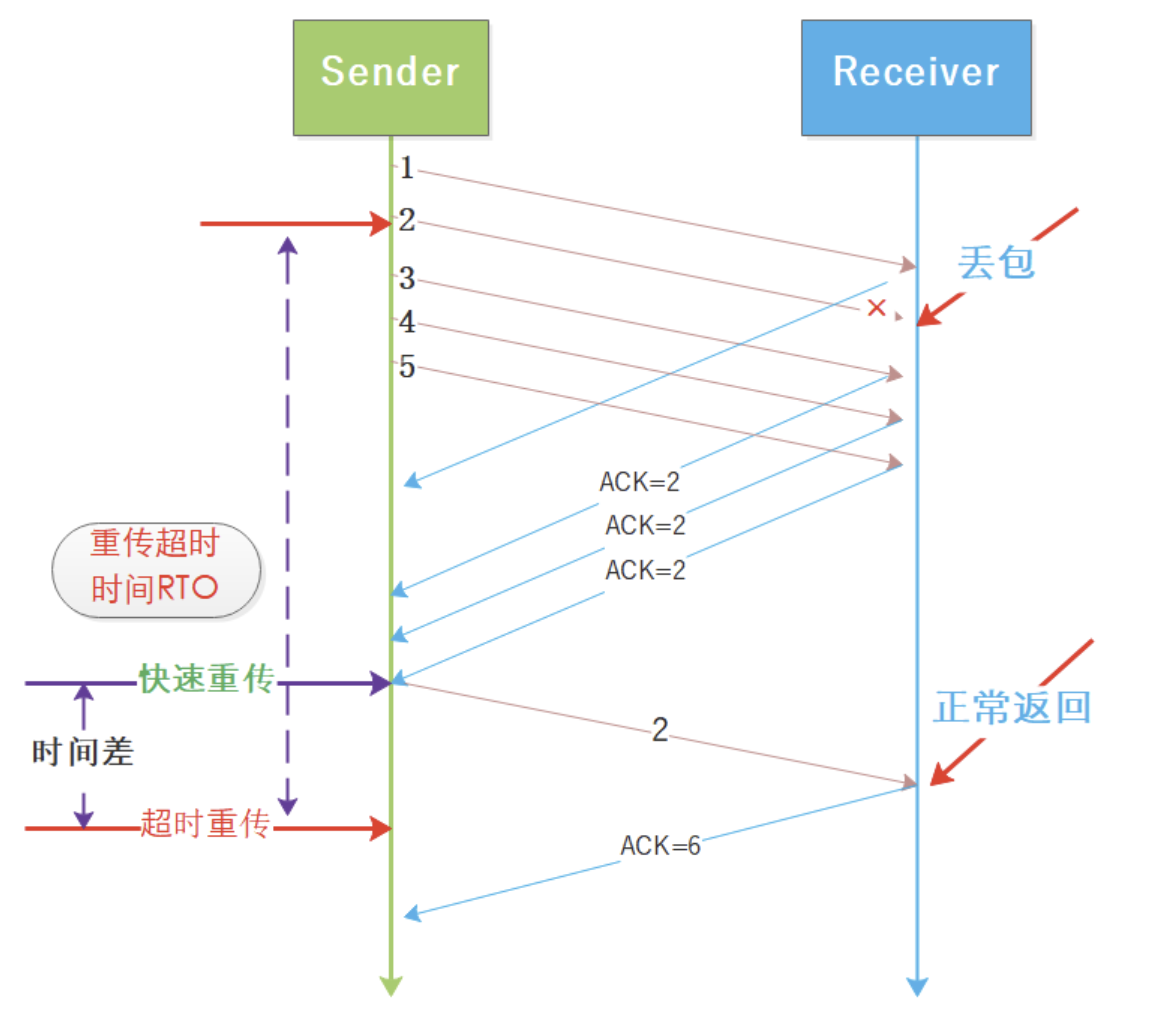 Sender
Receiver
1
2
3
4
5
丢包
×
ACK=2
ACK=2
ACK=2
重传超时
时间RTO
快速重传
时间差
超时重传
2
正常返回
ACK=6